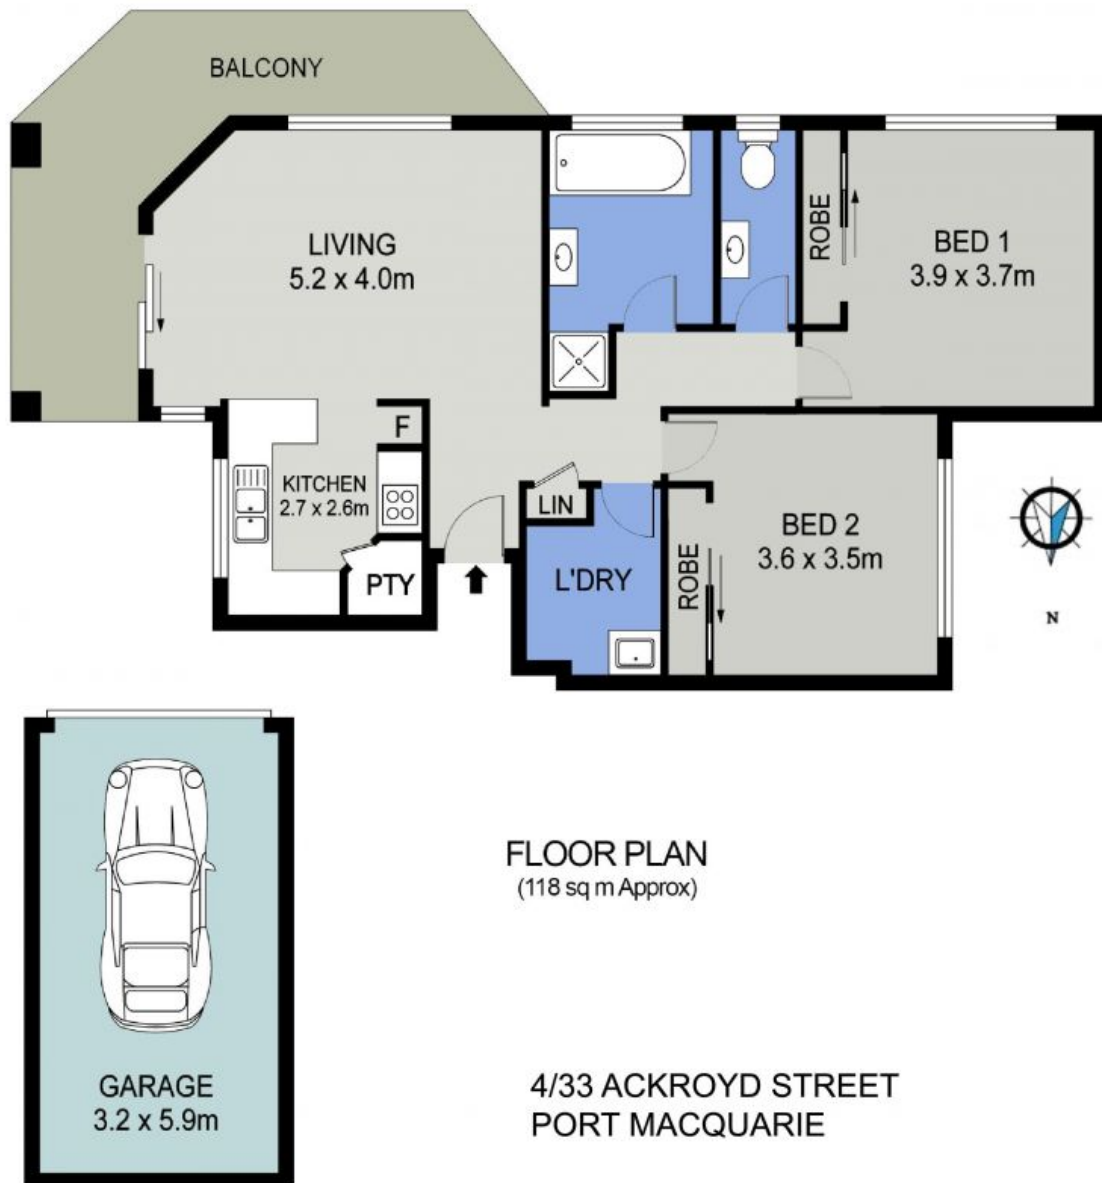 BALCONY
LIVING
5.2 x 4.0m
ROBE
BED 1
3.9 x 3.7m
F
KITCHEN
2.7 x 2.6m
PTY
LIN
L'DRY
ROBE
BED 2
3.6 x 3.5m
N
GARAGE
3.2 x 5.9m
FLOOR PLAN
(118 sq m Approx)
4/33 ACKROYD STREET
PORT MACQUARIE